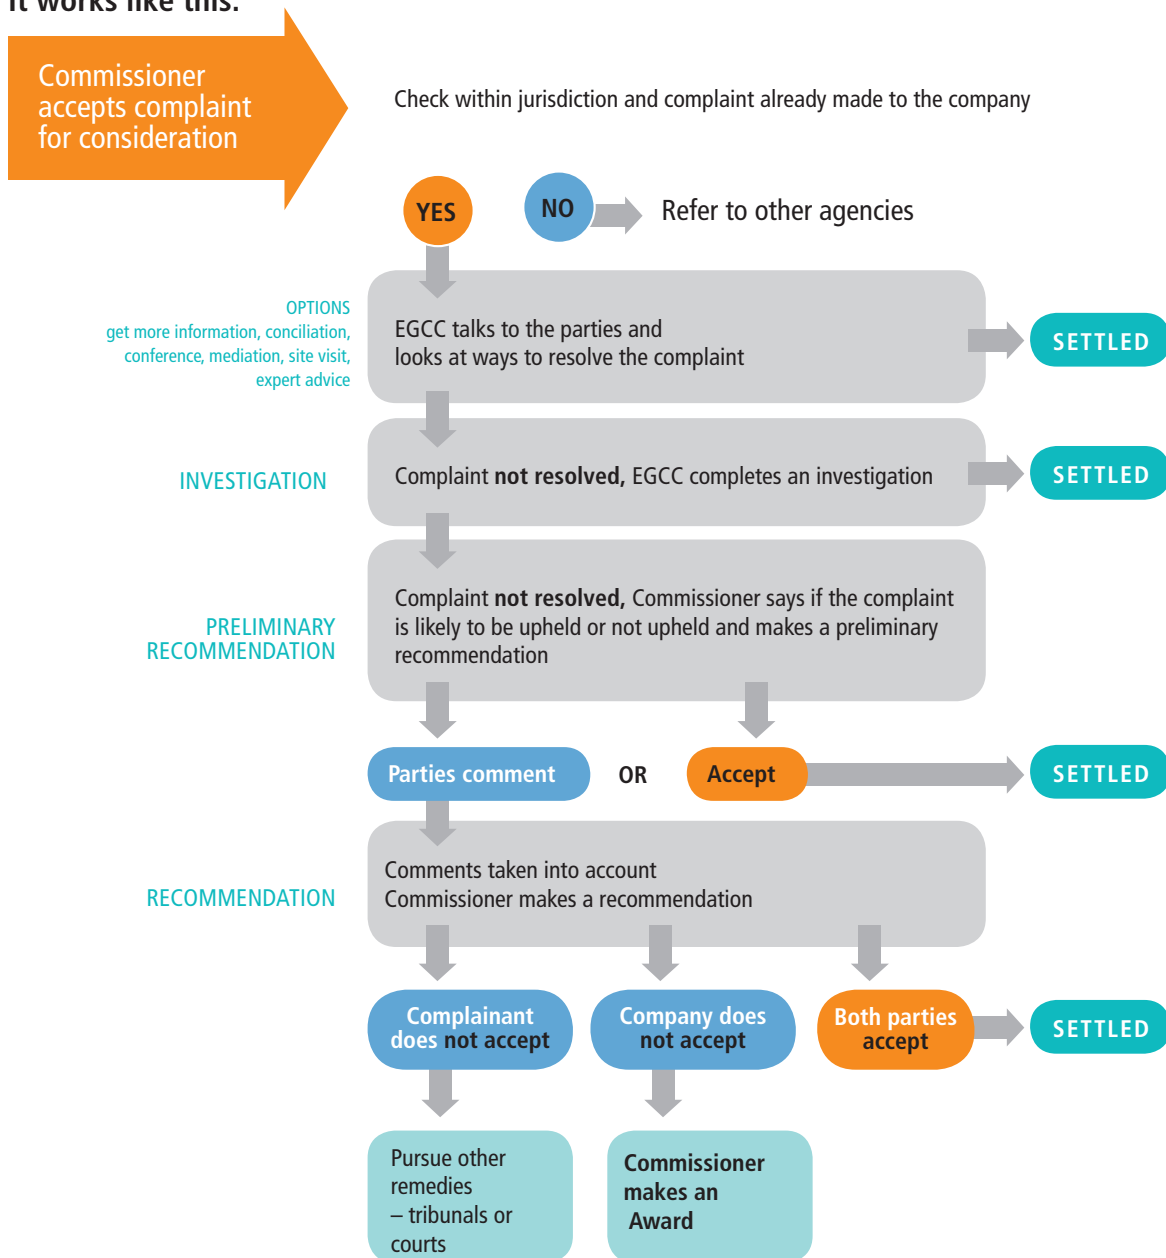 It works like this:
Commissioner
accepts complaint
for consideration
Check within jurisdiction and complaint already made to the company
YES
NO
Refer to other agencies
OPTIONS
get more information, conciliation,
conference, mediation, site visit,
expert advice
EGCC talks to the parties and
looks at ways to resolve the complaint
SETTLED
INVESTIGATION
Complaint not resolved, EGCC completes an investigation
SETTLED
PRELIMINARY
RECOMMENDATION
Complaint not resolved, Commissioner says if the complaint
is likely to be upheld or not upheld and makes a preliminary
recommendation
Parties comment
OR
Accept
SETTLED
RECOMMENDATION
Comments taken into account
Commissioner makes a recommendation
Complainant
does not accept
Company does
not accept
Both parties
accept
SETTLED
Pursue other
remedies
– tribunals or
courts
Commissioner
makes an
Award